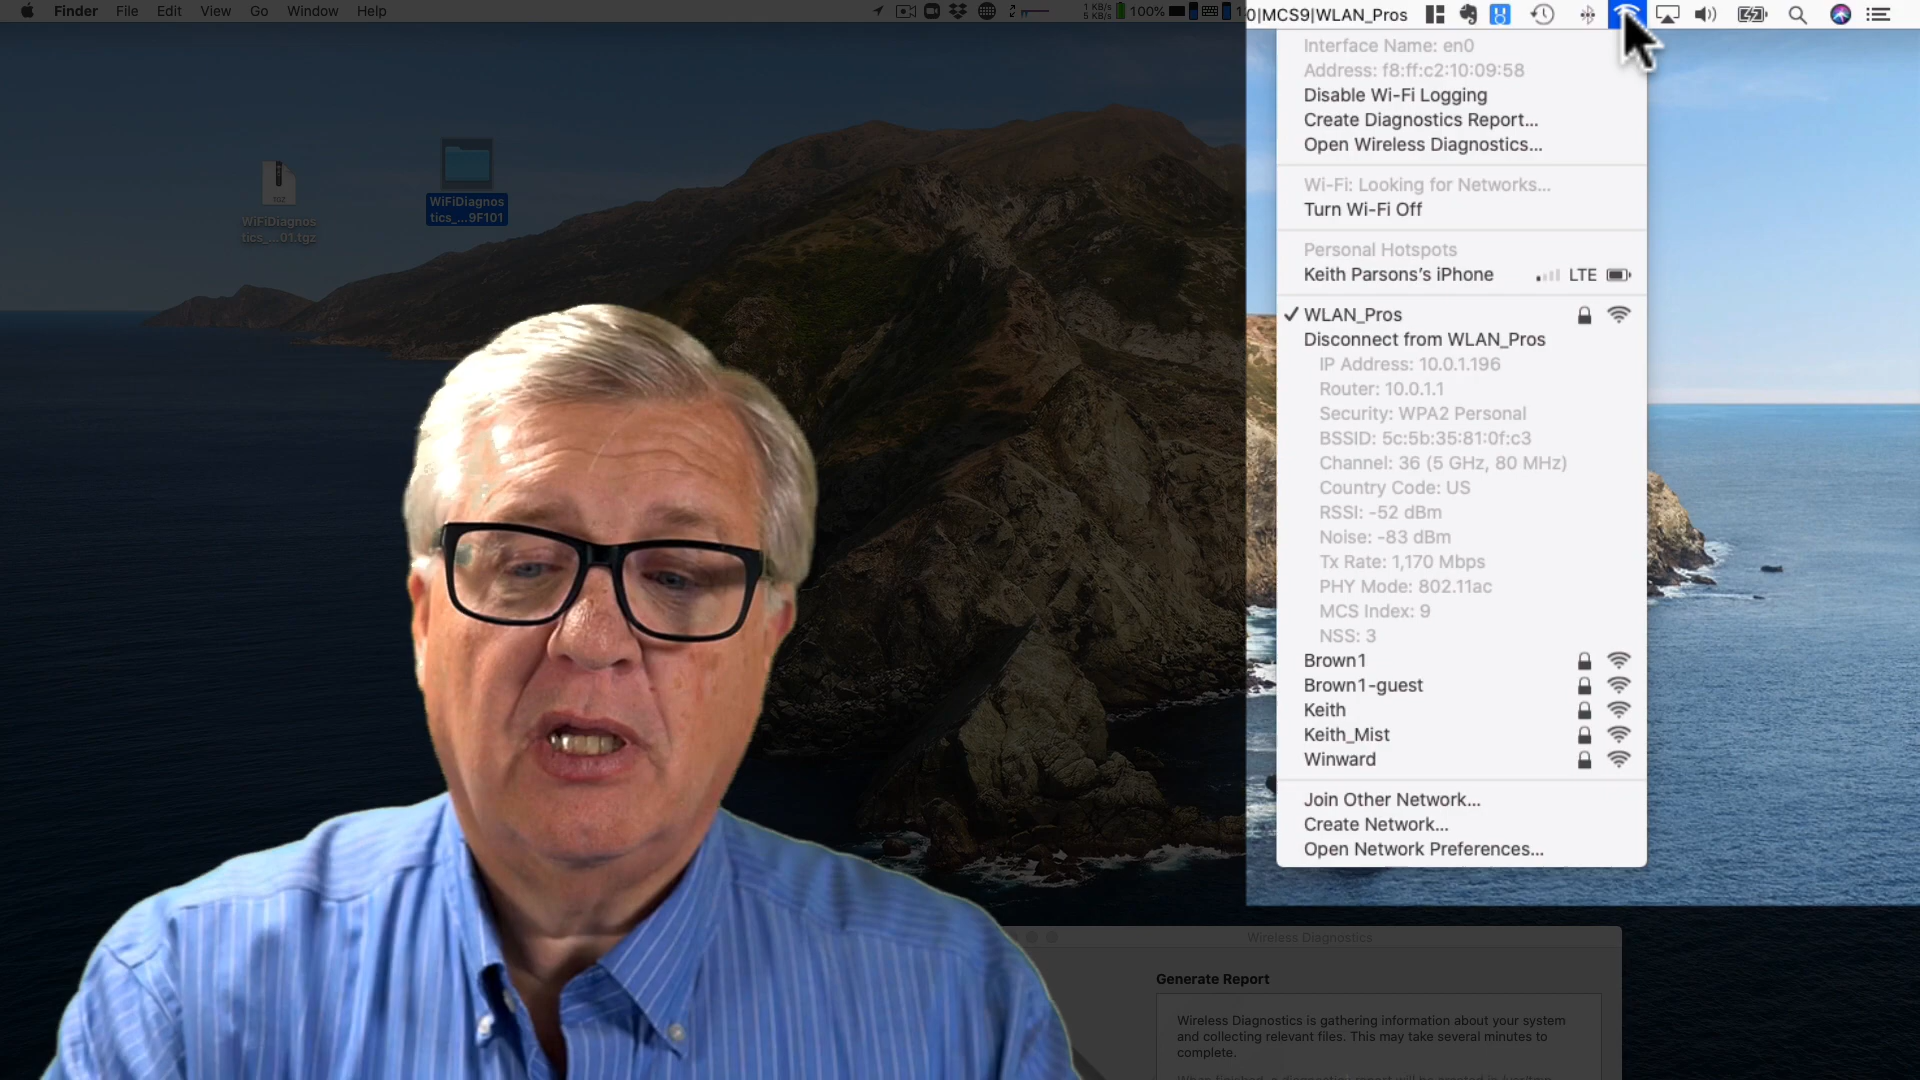 Finder File Edit View Go Window Help
1 KB/s
5 KB/s
100%
0|MCS9|WLAN_Pros
Interface Name: en0
Address: f8:ff:c2:10:09:58
Disable Wi-Fi Logging
Create Diagnostics Report...
Open Wireless Diagnostics...
Wi-Fi: Looking for Networks...
Turn Wi-Fi Off
Personal Hotspots
Keith Parsons’s iPhone LTE
WLAN_Pros
Disconnect from WLAN_Pros
IP Address: 10.0.1.196
Router: 10.0.1.1
Security: WPA2 Personal
BSSID: 5c:5b:35:81:0f:c3
Channel: 36 (5 GHz, 80 MHz)
Country Code: US
RSSI: -52 dBm
Noise: -83 dBm
Tx Rate: 1,170 Mbps
PHY Mode: 802.11ac
MCS Index: 9
NSS: 3
Brown1
Brown1-guest
Keith
Keith_Mist
Winward
Join Other Network...
Create Network...
Open Network Preferences...
TGZ
WiFiDiagnos
tics_...01.tgz
WiFiDiagnos
tics_...9F101
Wireless Diagnostics
Generate Report
Wireless Diagnostics is gathering information about your system
and collecting relevant files. This may take several minutes to
complete.